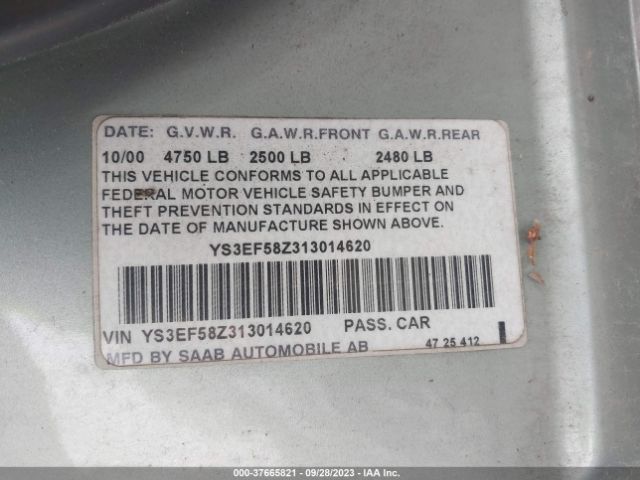 DATE: G.V.W.R. G.A.W.R.FRONT G.A.W.R.REAR
10/00 4750 LB 2500 LB 2480 LB
THIS VEHICLE CONFORMS TO ALL APPLICABLE
FEDERAL MOTOR VEHICLE SAFETY BUMPER AND
THEFT PREVENTION STANDARDS IN EFFECT ON
THE DATE OF MANUFACTURE SHOWN ABOVE.
YS3EF58Z313014620
VIN YS3EF58Z313014620 PASS. CAR
MFD BY SAAB AUTOMOBILE AB 47 25 412
000-37665821 / 09/28/2023 - IAA Inc.